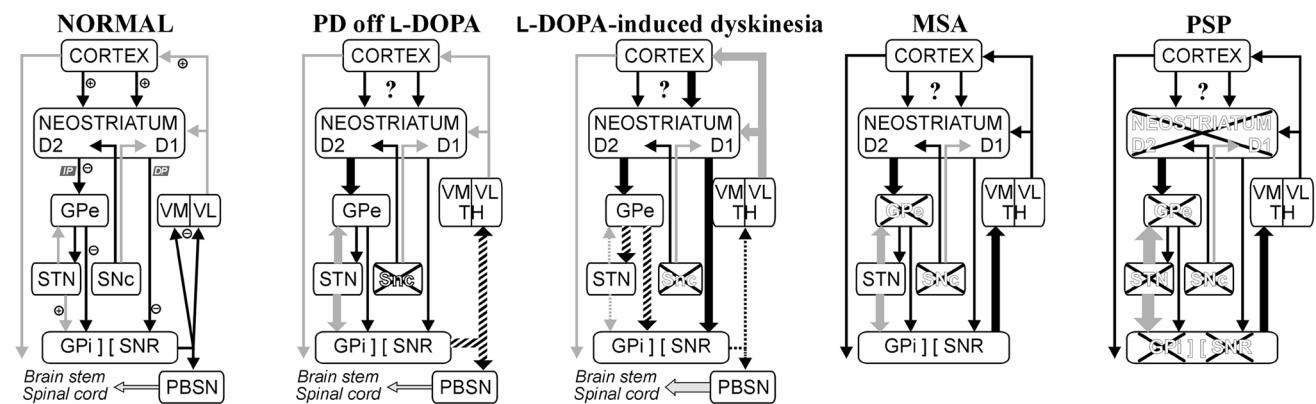 NORMAL
CORTEX
⊕ ⊕ ⊕
NEOSTRIATUM
D2 D1
IP ⊖ DP
GPe
VM VL
⊖ ⊖
STN SNc
⊕ ⊖
GPi ] [ SNR
Brain stem
Spinal cord
PBSN
PD off L-DOPA
CORTEX
?
NEOSTRIATUM
D2 D1
GPe
VM VL
TH
STN Snc
GPi ] [ SNR
Brain stem
Spinal cord
PBSN
L-DOPA-induced dyskinesia
CORTEX
?
NEOSTRIATUM
D2 D1
GPe
VM VL
TH
STN Snc
GPi ] [ SNR
Brain stem
Spinal cord
PBSN
MSA
CORTEX
?
NEOSTRIATUM
D2 D1
GPe
VM VL
TH
STN SNc
GPi ] [ SNR
PSP
CORTEX
?
NEOSTRIATUM
D2 D1
GPe
VM VL
TH
STN SNc
GPi ] [ SNR